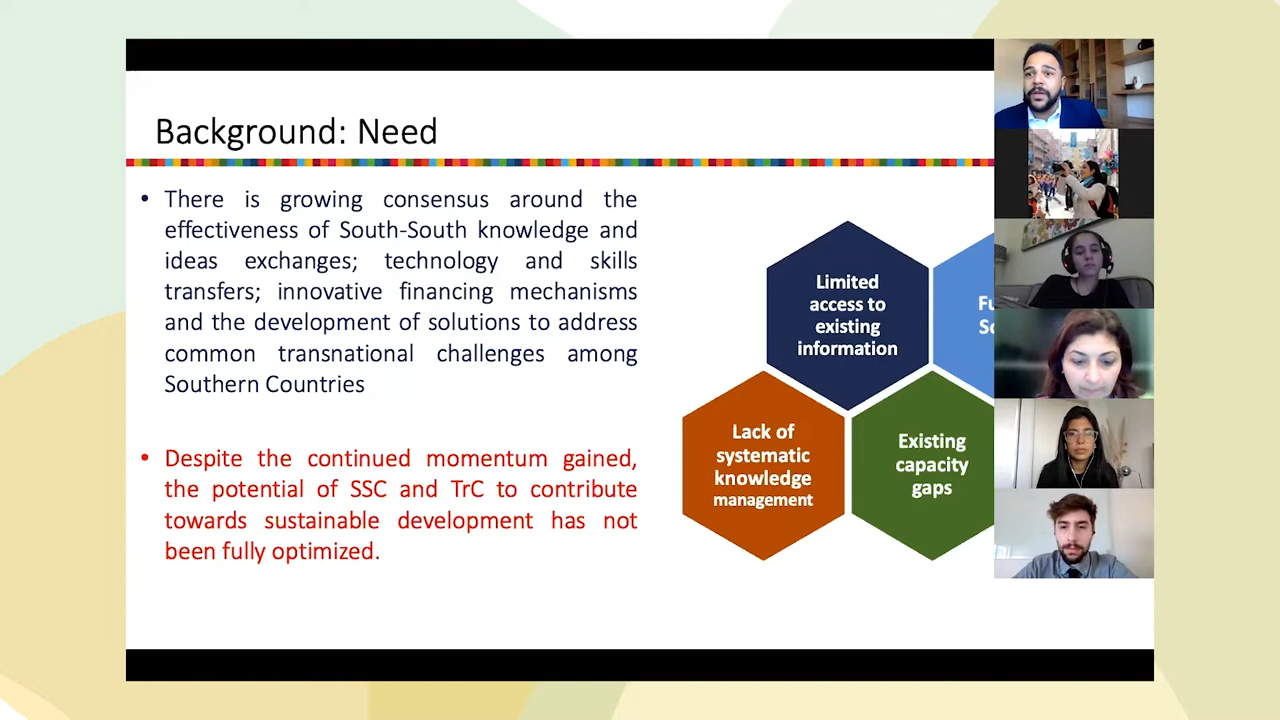 Background: Need
• There is growing consensus around the
effectiveness of South-South knowledge and
ideas exchanges; technology and skills
transfers; innovative financing mechanisms
and the development of solutions to address
common transnational challenges among
Southern Countries
• Despite the continued momentum gained,
the potential of SSC and TrC to contribute
towards sustainable development has not
been fully optimized.
Limited
access to
existing
information
Lack of
systematic
knowledge
management
Existing
capacity
gaps